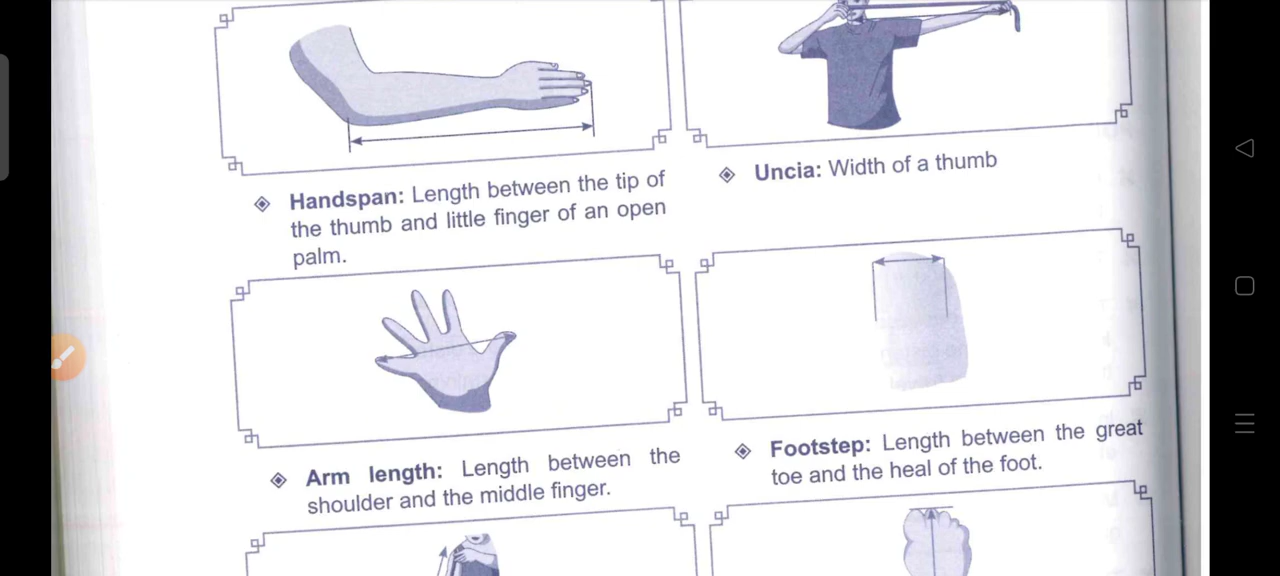 Handspan: Length between the tip of
the thumb and little finger of an open
palm.
Uncia: Width of a thumb
Arm length: Length between the
shoulder and the middle finger.
Footstep: Length between the great
toe and the heal of the foot.